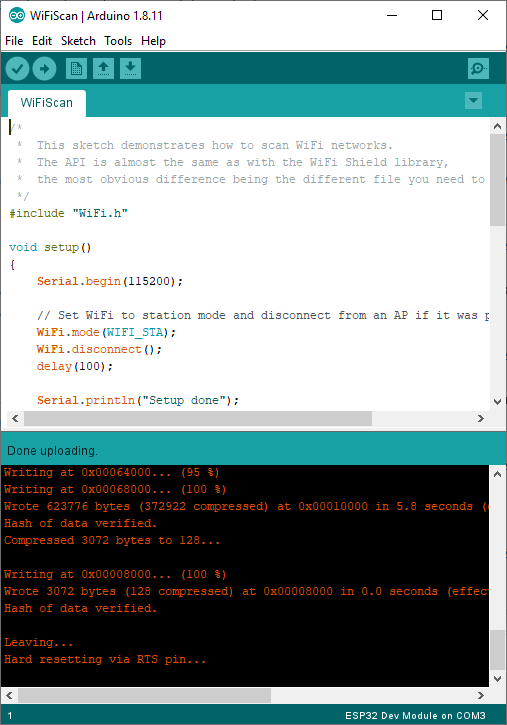 WiFiScan | Arduino 1.8.11
File Edit Sketch Tools Help
WiFiScan
/*
 *  This sketch demonstrates how to scan WiFi networks.
 *  The API is almost the same as with the WiFi Shield library,
 *  the most obvious difference being the different file you need to
 */
#include "WiFi.h"
void setup()
{
    Serial.begin(115200);
    // Set WiFi to station mode and disconnect from an AP if it was p
    WiFi.mode(WIFI_STA);
    WiFi.disconnect();
    delay(100);
    Serial.println("Setup done");
Done uploading.
Writing at 0x00064000... (95 %)
Writing at 0x00068000... (100 %)
Wrote 623776 bytes (372922 compressed) at 0x00010000 in 5.8 seconds (
Hash of data verified.
Compressed 3072 bytes to 128...
Writing at 0x00008000... (100 %)
Wrote 3072 bytes (128 compressed) at 0x00008000 in 0.0 seconds (effec
Hash of data verified.
Leaving...
Hard resetting via RTS pin...
1 ESP32 Dev Module on COM3